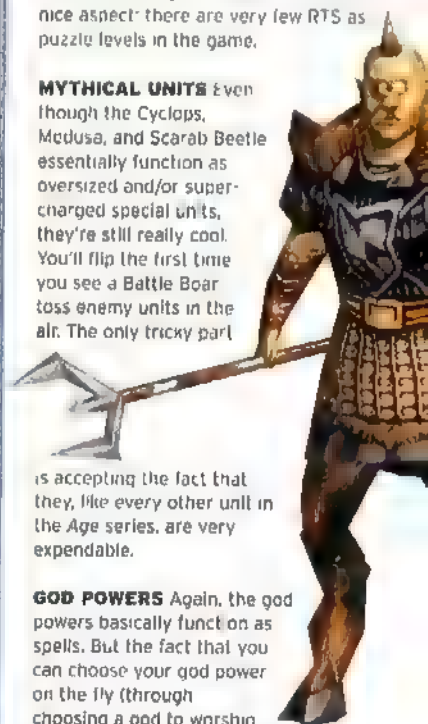 nice aspect: there are very few RTS as
puzzle levels in the game.
MYTHICAL UNITS Even
though the Cyclops,
Medusa, and Scarab Beetle
essentially function as
oversized and/or super-
charged special units,
they're still really cool.
You'll flip the first time
you see a Battle Boar
toss enemy units in the
air. The only tricky part
is accepting the fact that
they, like every other unit in
the Age series, are very
expendable.
GOD POWERS Again, the god
powers basically function as
spells. But the fact that you
can choose your god power
on the fly (through
choosing a god to worship